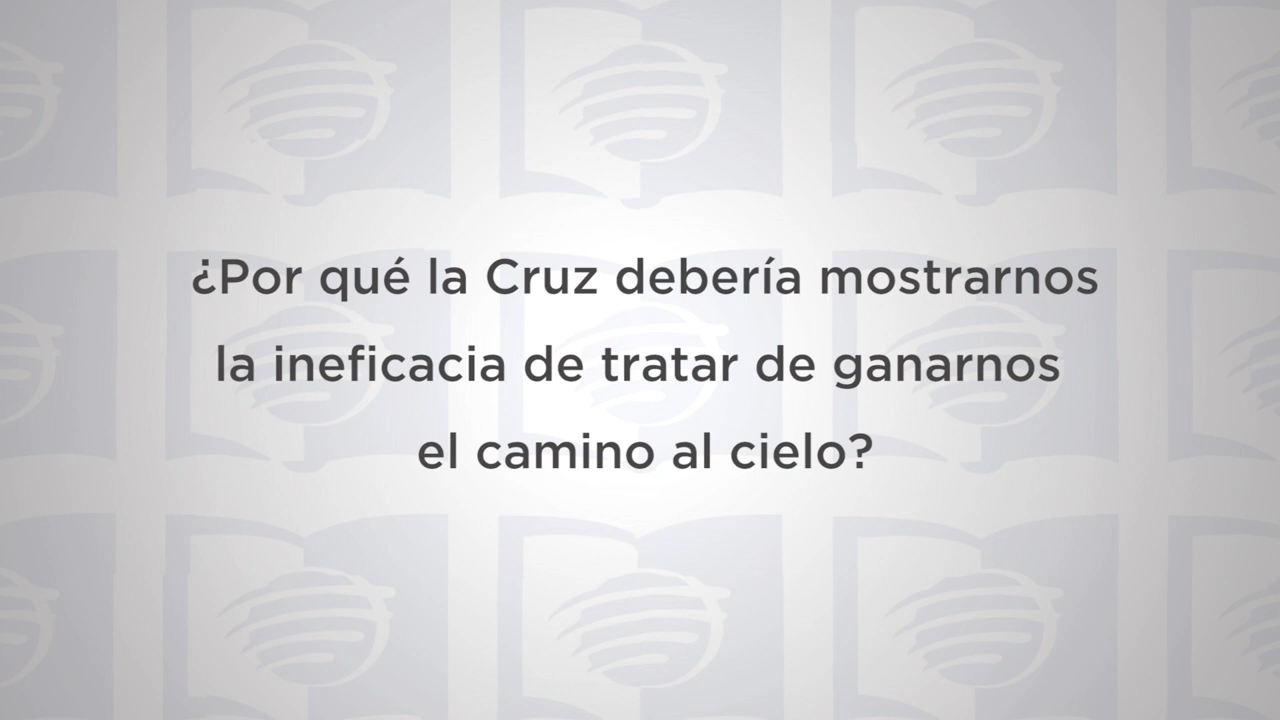 ¿Por qué la Cruz debería mostrarnos
la ineficacia de tratar de ganarnos
el camino al cielo?